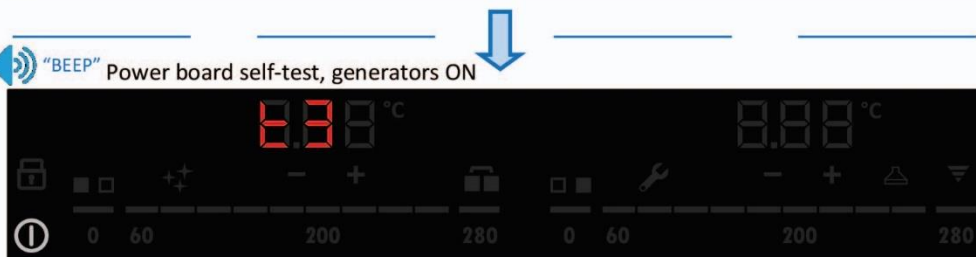 "BEEP" Power board self-test, generators ON
t3 °C °C
- + - +
0 60 200 280 0 60 200 280